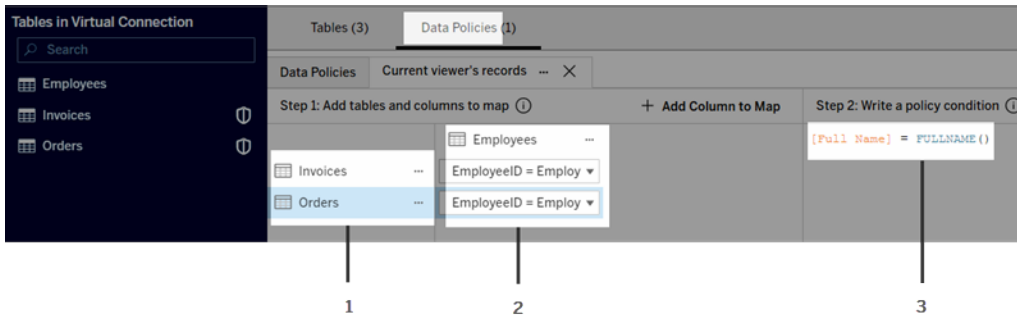 Tables in Virtual Connection
Search
Employees
Invoices
Orders
Tables (3)
Data Policies (1)
Data Policies
Current viewer's records ...
Step 1: Add tables and columns to map
+ Add Column to Map
Step 2: Write a policy condition
Employees ...
Invoices ...
EmployeeID = Employ
Orders ...
EmployeeID = Employ
[Full Name] = FULLNAME()
1
2
3